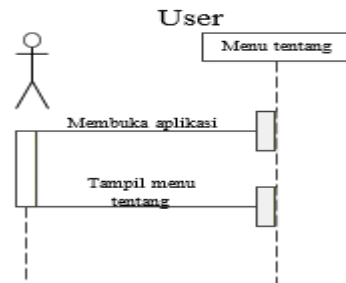 User
Menu tentang
Membuka aplikasi
Tampil menu
tentang